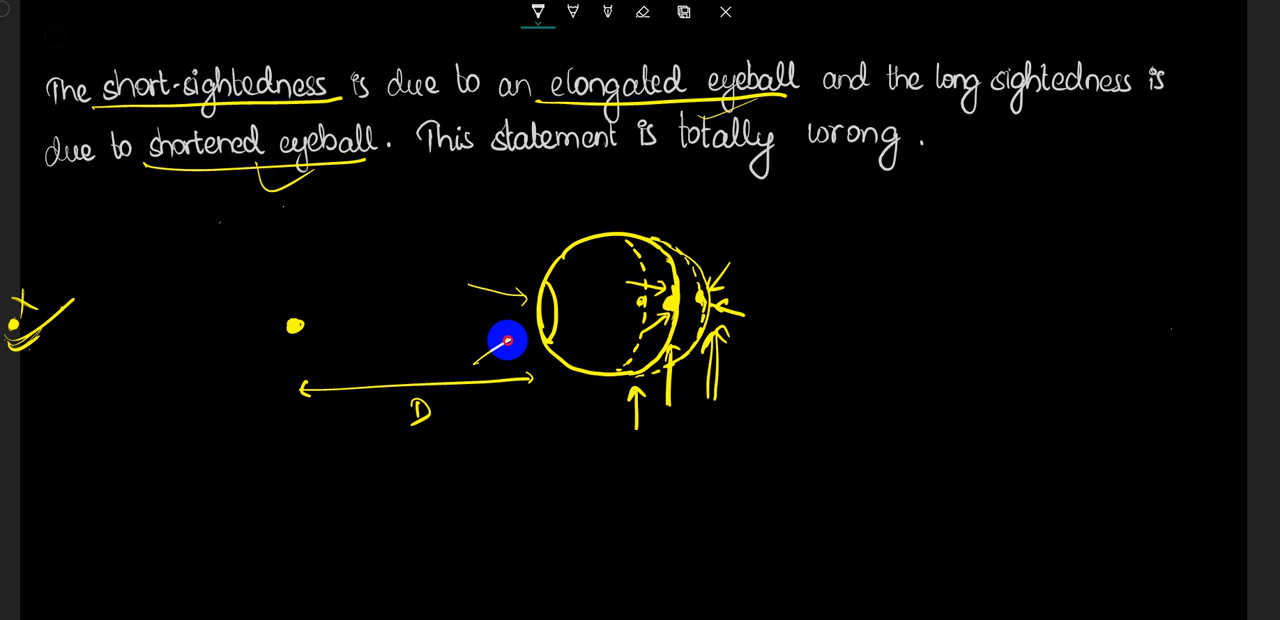 The short-sightedness is due to an elongated eyeball and the long sightedness is
due to shortened eyeball. This statement is totally wrong.
D